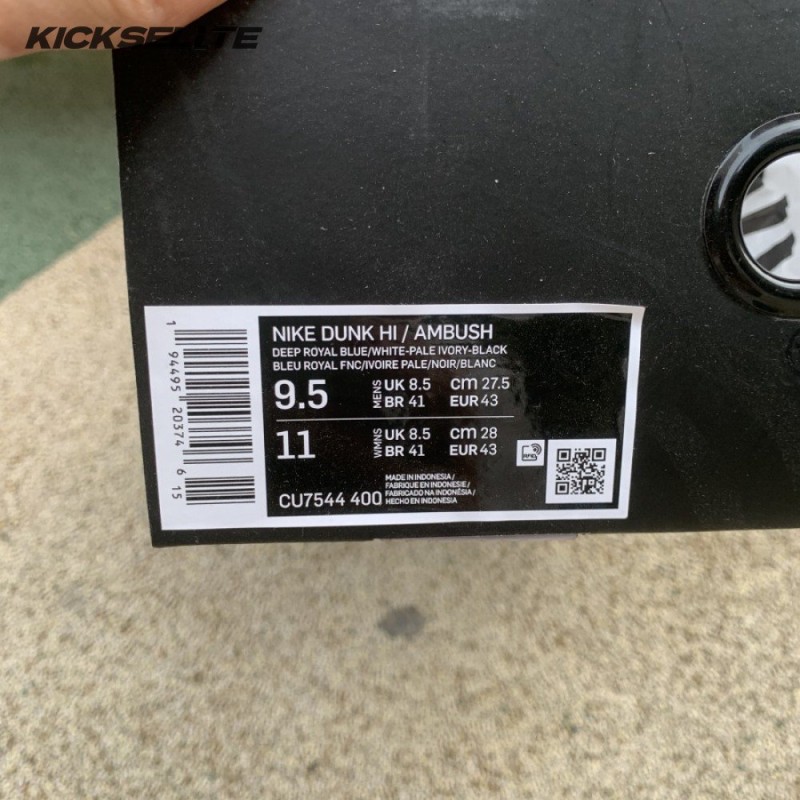 KICKSELITE
NIKE DUNK HI / AMBUSH
DEEP ROYAL BLUE/WHITE-PALE IVORY-BLACK
BLEU ROYAL FNC/IVOIRE PALE/NOIR/BLANC
9.5 MENS UK 8.5 CM 27.5
BR 41 EUR 43
11 WMNS UK 8.5 CM 28
BR 41 EUR 43
RFID
CU7544 400
MADE IN INDONESIA /
FABRIQUE EN INDONESIE /
FABRICADO NA INDONÉSIA /
HECHO EN INDONESIA
1 94495 20374 6 15